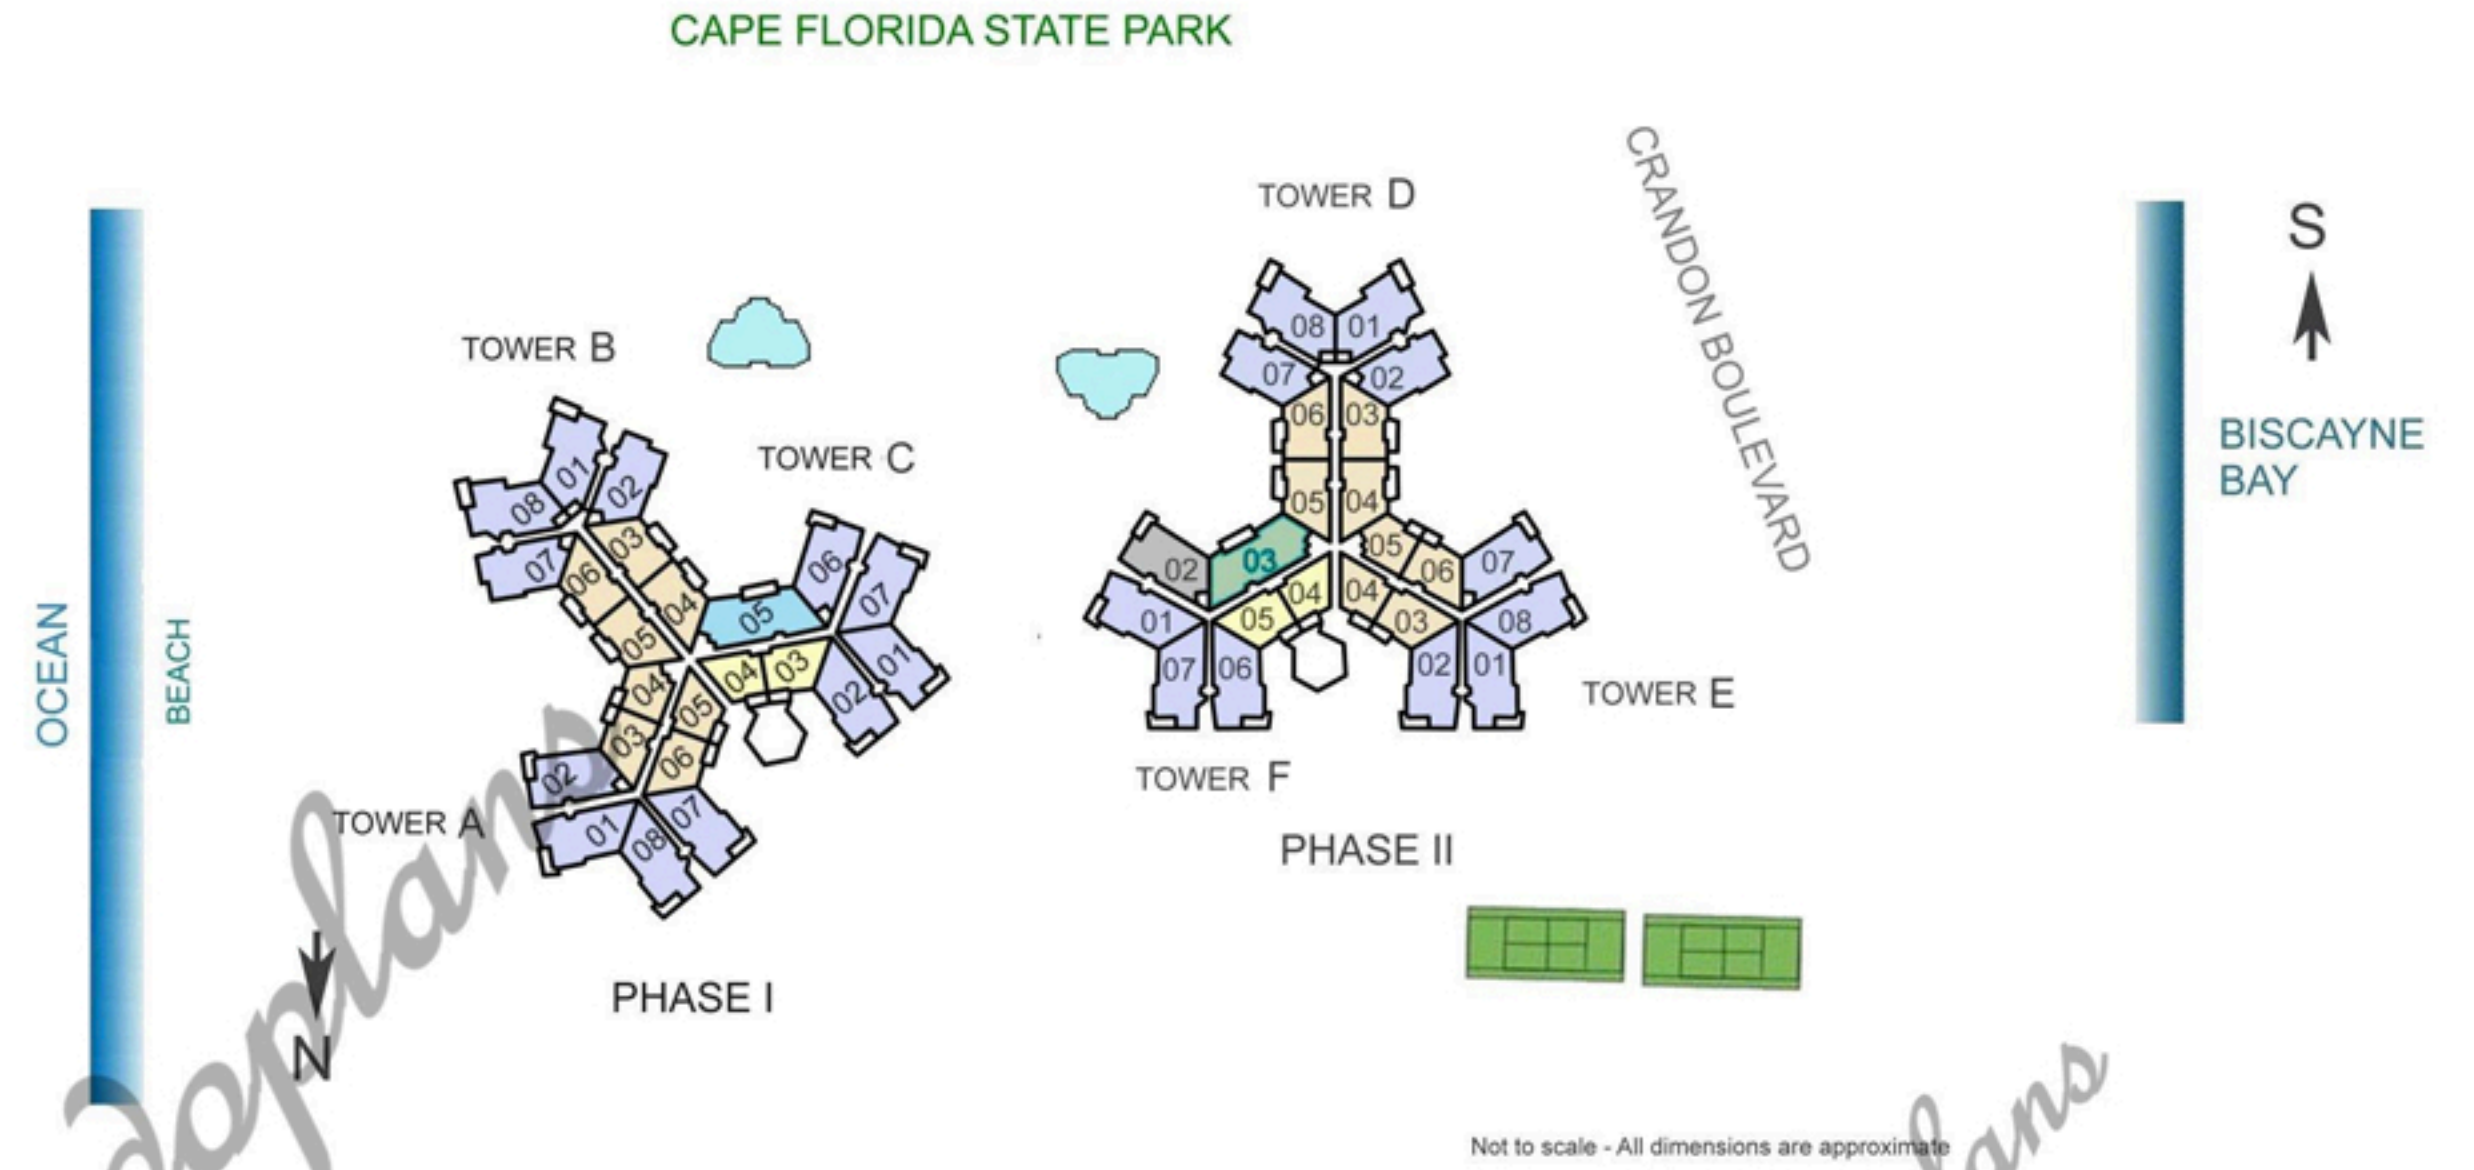 CAPE FLORIDA STATE PARK
CRANDON BOULEVARD
TOWER D
S
BISCAYNE
BAY
OCEAN
BEACH
TOWER B
01
02
08
07
03
06
04
05
TOWER C
06
07
05
01
04
03
02
TOWER A
04
05
03
06
02
01
07
08
08
01
07
02
06
03
05
04
02
03
04
01
05
07
06
TOWER F
05
06
07
04
03
08
02
01
TOWER E
PHASE II
N
PHASE I
Not to scale - All dimensions are approximate